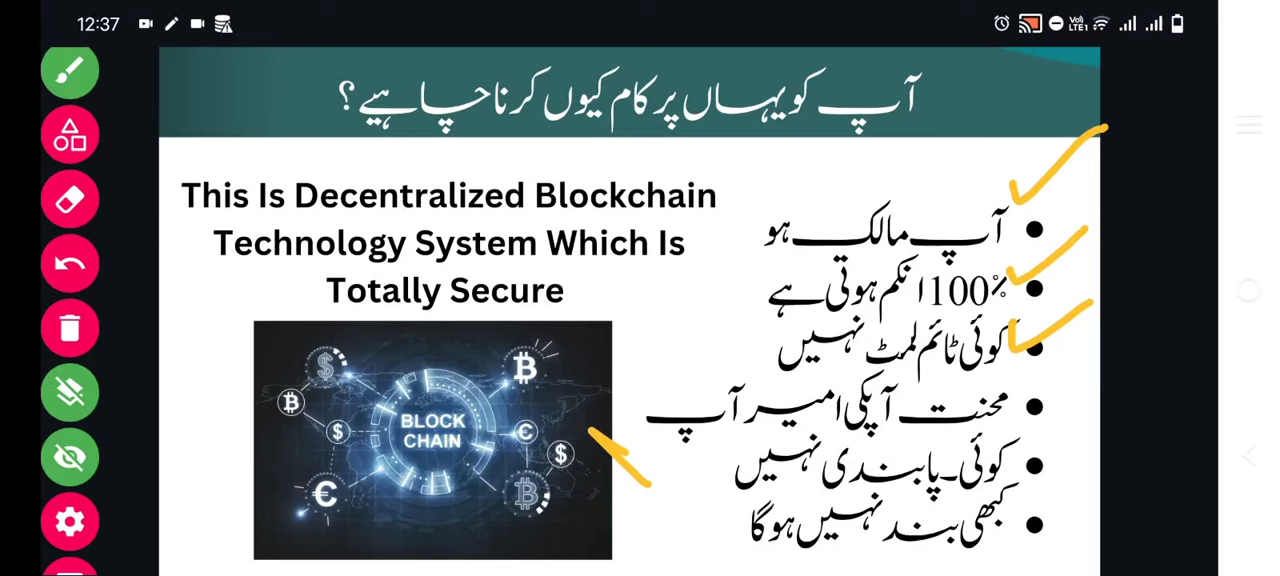 12:37
VoLTE1
آپ کو یہاں پر کام کیوں کرنا چاہیے؟
This Is Decentralized Blockchain
Technology System Which Is
Totally Secure
BLOCK
CHAIN
• آپ مالک ہو
• 100% انکم ہوتی ہے
• کوئی ٹائم لمٹ نہیں
• محنت آپکی امیر آپ
• کوئی۔پابندی نہیں
• کبھی بند نہیں ہوگا